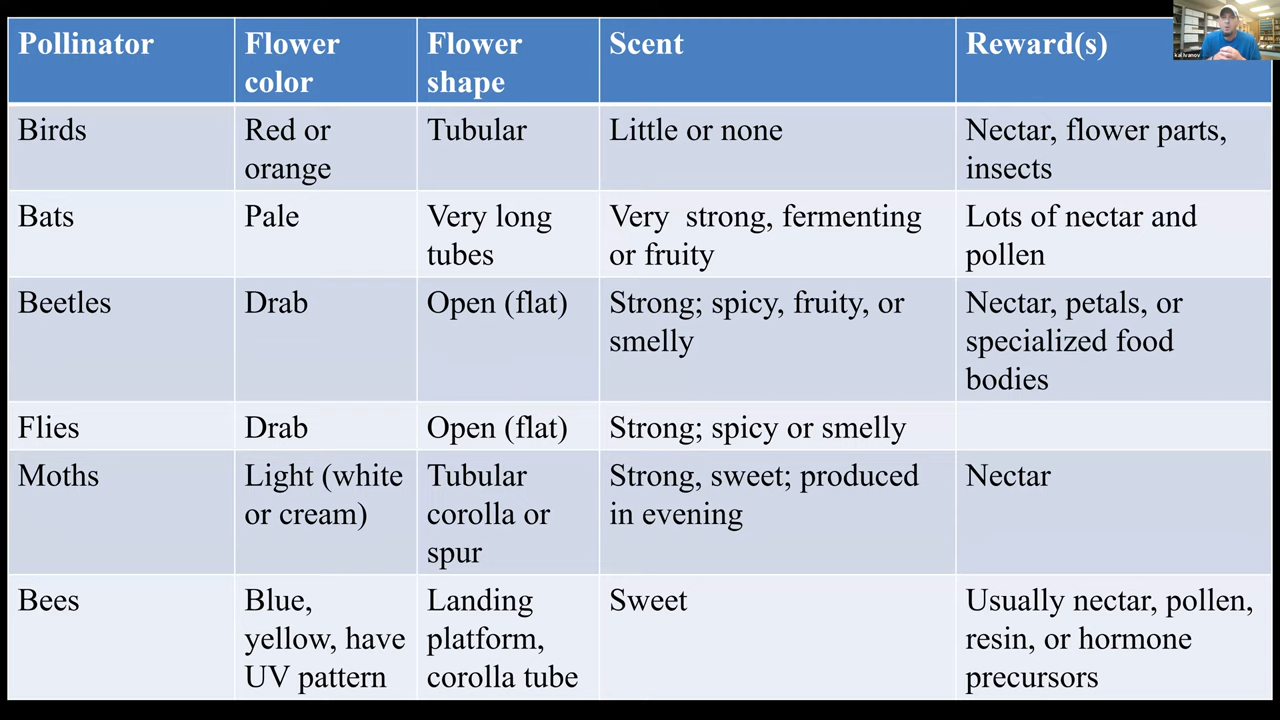 Pollinator
Flower color
Flower shape
Scent
Reward(s)
Birds
Red or orange
Tubular
Little or none
Nectar, flower parts, insects
Bats
Pale
Very long tubes
Very  strong, fermenting or fruity
Lots of nectar and pollen
Beetles
Drab
Open (flat)
Strong; spicy, fruity, or smelly
Nectar, petals, or specialized food bodies
Flies
Drab
Open (flat)
Strong; spicy or smelly
Moths
Light (white or cream)
Tubular corolla or spur
Strong, sweet; produced in evening
Nectar
Bees
Blue, yellow, have UV pattern
Landing platform, corolla tube
Sweet
Usually nectar, pollen, resin, or hormone precursors